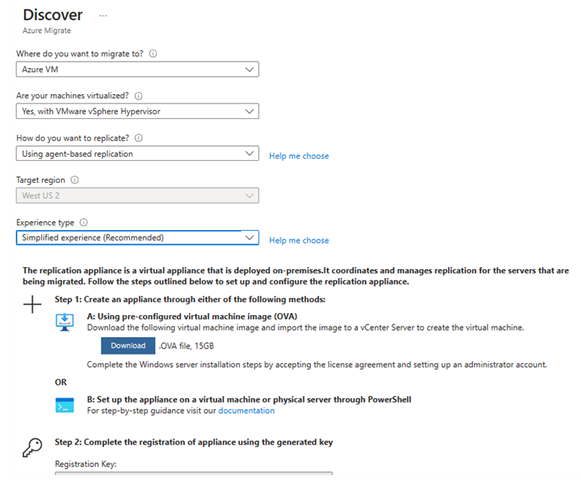 Discover ...
Azure Migrate
Where do you want to migrate to?
Azure VM
Are your machines virtualized?
Yes, with VMware vSphere Hypervisor
How do you want to replicate?
Using agent-based replication
Help me choose
Target region
West US 2
Experience type
Simplified experience (Recommended)
Help me choose
The replication appliance is a virtual appliance that is deployed on-premises.It coordinates and manages replication for the servers that are
being migrated. Follow the steps outlined below to set up and configure the replication appliance.
Step 1: Create an appliance through either of the following methods:
A: Using pre-configured virtual machine image (OVA)
Download the following virtual machine image and import the image to a vCenter Server to create the virtual machine.
Download .OVA file, 15GB
Complete the Windows server installation steps by accepting the license agreement and setting up an administrator account.
OR
B: Set up the appliance on a virtual machine or physical server through PowerShell
For step-by-step guidance visit our documentation
Step 2: Complete the registration of appliance using the generated key
Registration Key: